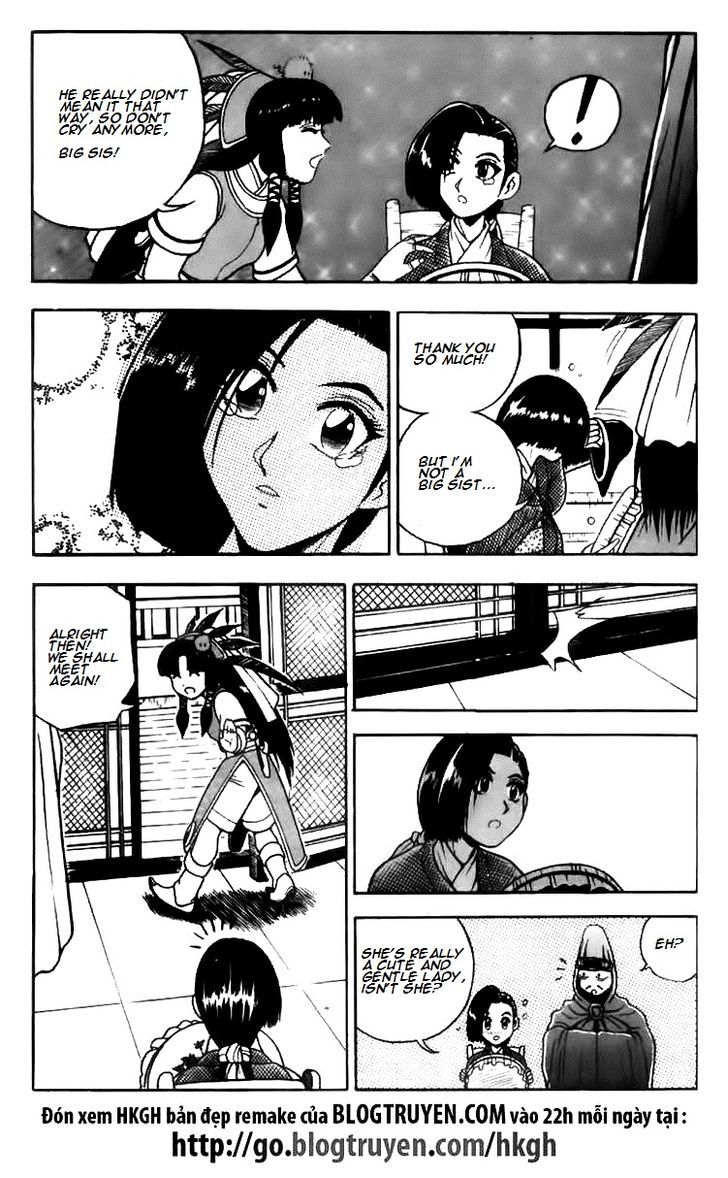 HE REALLY DIDN'T
MEAN IT THAT
WAY, SO DON'T
CRY ANYMORE,
BIG SIS!
!
THANK YOU
SO MUCH!
BUT I'M
NOT A
BIG SIST...
ALRIGHT
THEN!
WE SHALL
MEET
AGAIN!
SHE'S REALLY
A CUTE AND
GENTLE LADY,
ISN'T SHE?
EH?
Đón xem HKGH bản đẹp remake của BLOGTRUYEN.COM vào 22h mỗi ngày tại :
http://go.blogtruyen.com/hkgh